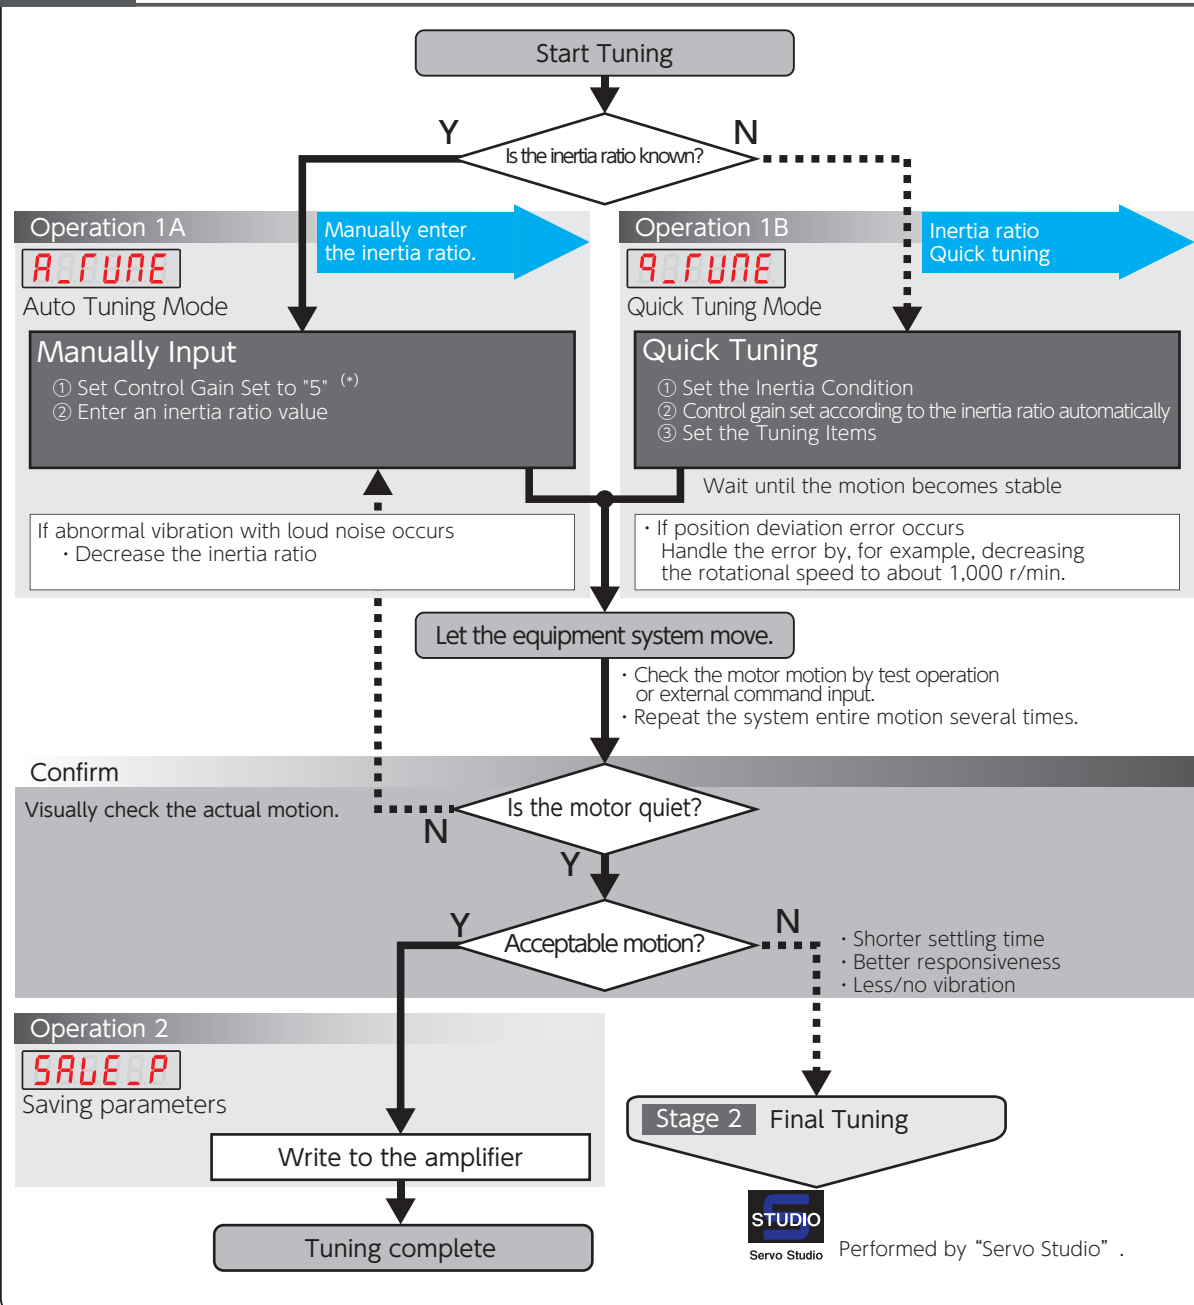 Start Tuning
Y
N
Is the inertia ratio known?
Operation 1A
Manually enter
the inertia ratio.
A_TUNE
Auto Tuning Mode
Manually Input
① Set Control Gain Set to "5" (*)
② Enter an inertia ratio value
If abnormal vibration with loud noise occurs
・Decrease the inertia ratio
Operation 1B
Inertia ratio
Quick tuning
q_TUNE
Quick Tuning Mode
Quick Tuning
① Set the Inertia Condition
② Control gain set according to the inertia ratio automatically
③ Set the Tuning Items
Wait until the motion becomes stable
・If position deviation error occurs
Handle the error by, for example, decreasing
the rotational speed to about 1,000 r/min.
Let the equipment system move.
・Check the motor motion by test operation
or external command input.
・Repeat the system entire motion several times.
Confirm
Visually check the actual motion.
Is the motor quiet?
N
Y
Y
N
Acceptable motion?
・Shorter settling time
・Better responsiveness
・Less/no vibration
Operation 2
SAVE_P
Saving parameters
Write to the amplifier
Tuning complete
Stage 2 Final Tuning
S
STUDIO
Servo Studio
Performed by “Servo Studio” .